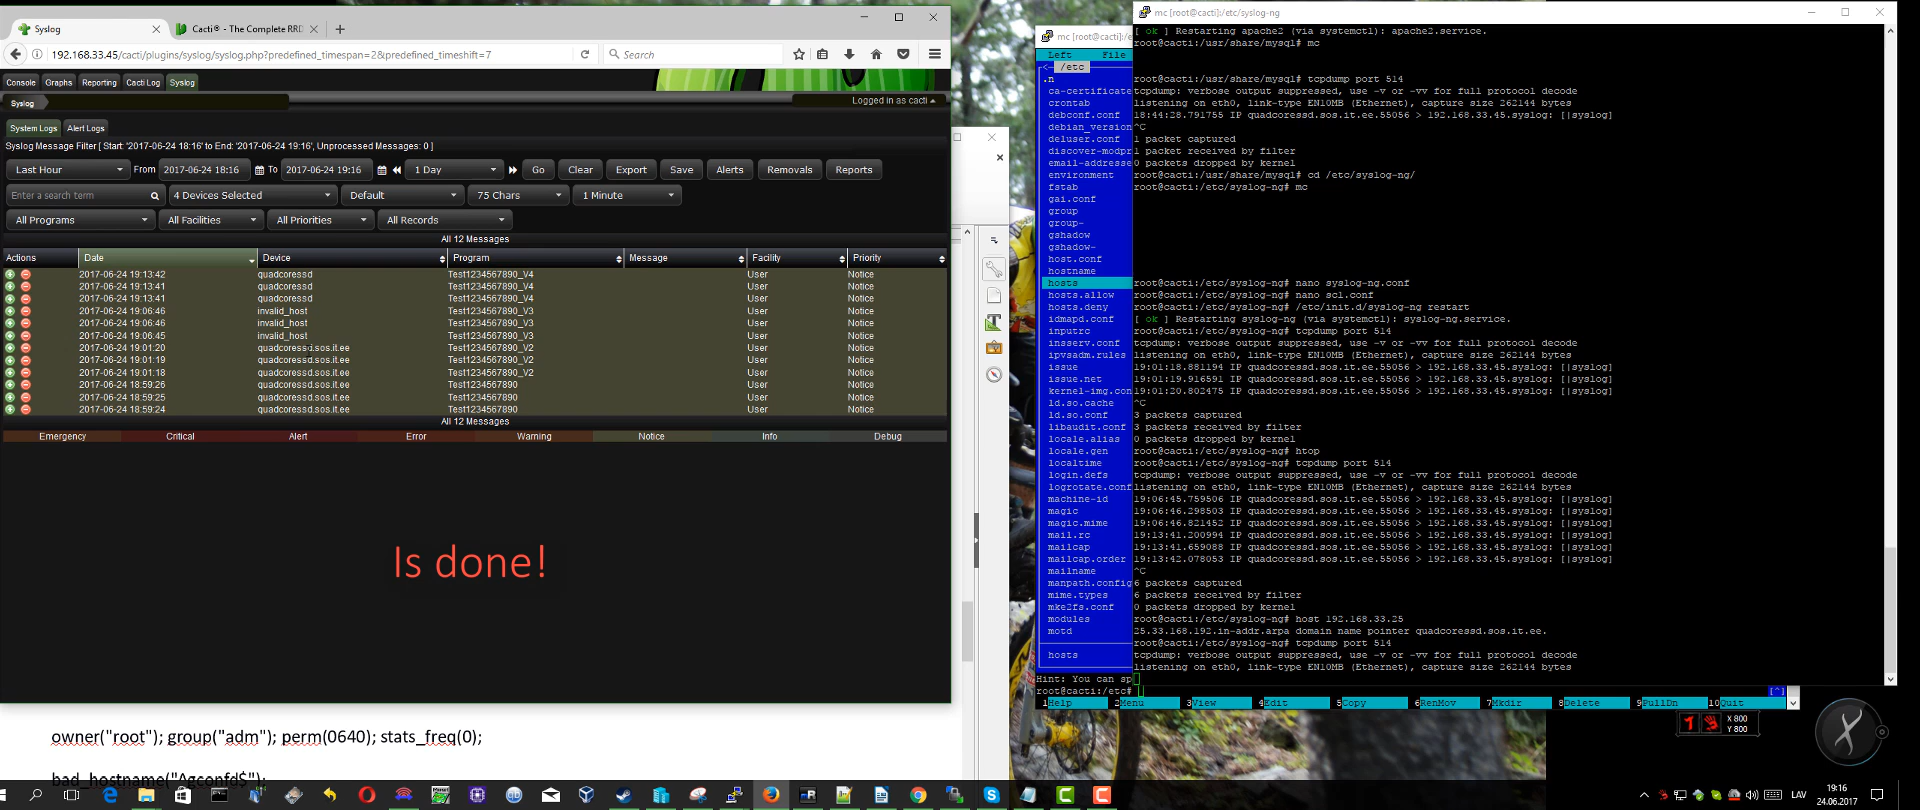 Syslog
Cacti® - The Complete RRD
192.168.33.45/cacti/plugins/syslog/syslog.php?predefined_timespan=2&predefined_timeshift=7
Search
Console Graphs Reporting Cacti Log Syslog
Syslog
Logged in as cacti
System Logs Alert Logs
Syslog Message Filter [ Start: '2017-06-24 18:16' to End: '2017-06-24 19:16', Unprocessed Messages: 0 ]
Last Hour From 2017-06-24 18:16 To 2017-06-24 19:16 1 Day Go Clear Export Save Alerts Removals Reports
Enter a search term 4 Devices Selected Default 75 Chars 1 Minute
All Programs All Facilities All Priorities All Records
All 12 Messages
Actions Date Device Program Message Facility Priority
2017-06-24 19:13:42 quadcoressd Test1234567890_V4 User Notice
2017-06-24 19:13:41 quadcoressd Test1234567890_V4 User Notice
2017-06-24 19:13:41 quadcoressd Test1234567890_V4 User Notice
2017-06-24 19:06:46 invalid_host Test1234567890_V3 User Notice
2017-06-24 19:06:46 invalid_host Test1234567890_V3 User Notice
2017-06-24 19:06:45 invalid_host Test1234567890_V3 User Notice
2017-06-24 19:01:20 Test1234567890_V2 User Notice
2017-06-24 19:01:19 quadcoressd.sos.it.ee Test1234567890_V2 User Notice
2017-06-24 19:01:18 quadcoressd.sos.it.ee Test1234567890_V2 User Notice
2017-06-24 18:59:26 quadcoressd.sos.it.ee Test1234567890 User Notice
2017-06-24 18:59:25 quadcoressd.sos.it.ee Test1234567890 User Notice
2017-06-24 18:59:24 quadcoressd.sos.it.ee Test1234567890 User Notice
All 12 Messages
Emergency Critical Alert Error Warning Notice Info Debug
Is done!
owner("root"); group("adm"); perm(0640); stats_freq(0);
bad_hostname("^gconfd$");
mc [root@cacti]:/e
Left File
/etc
.n
ca-certificate
crontab
debconf.conf
debian_version
deluser.conf
discover-modpr
email-addresse
environment
fstab
gai.conf
group
group-
gshadow
gshadow-
host.conf
hostname
hosts
hosts.allow
hosts.deny
idmapd.conf
inputrc
insserv.conf
ipvsadm.rules
issue
issue.net
kernel-img.con
ld.so.cache
ld.so.conf
libaudit.conf
locale.alias
locale.gen
localtime
login.defs
logrotate.conf
machine-id
magic
magic.mime
mail.rc
mailcap
mailcap.order
mailname
manpath.config
mime.types
mke2fs.conf
modules
motd
hosts
Hint: You can sp
root@cacti:/etc#
1Help 2Menu 3View 4Edit 5Copy 6RenMov 7Mkdir 8Delete 9PullDn 10Quit
[^]
mc [root@cacti]:/etc/syslog-ng
[ ok ] Restarting apache2 (via systemctl): apache2.service.
root@cacti:/usr/share/mysql# mc
root@cacti:/usr/share/mysql# tcpdump port 514
tcpdump: verbose output suppressed, use -v or -vv for full protocol decode
listening on eth0, link-type EN10MB (Ethernet), capture size 262144 bytes
18:44:28.791755 IP quadcoressd.sos.it.ee.55056 > 192.168.33.45.syslog: [|syslog]
^C
1 packet captured
1 packet received by filter
0 packets dropped by kernel
root@cacti:/usr/share/mysql# cd /etc/syslog-ng/
root@cacti:/etc/syslog-ng# mc
root@cacti:/etc/syslog-ng# nano syslog-ng.conf
root@cacti:/etc/syslog-ng# nano scl.conf
root@cacti:/etc/syslog-ng# /etc/init.d/syslog-ng restart
[ ok ] Restarting syslog-ng (via systemctl): syslog-ng.service.
root@cacti:/etc/syslog-ng# tcpdump port 514
tcpdump: verbose output suppressed, use -v or -vv for full protocol decode
listening on eth0, link-type EN10MB (Ethernet), capture size 262144 bytes
19:01:18.881194 IP quadcoressd.sos.it.ee.55056 > 192.168.33.45.syslog: [|syslog]
19:01:19.916591 IP quadcoressd.sos.it.ee.55056 > 192.168.33.45.syslog: [|syslog]
19:01:20.802475 IP quadcoressd.sos.it.ee.55056 > 192.168.33.45.syslog: [|syslog]
^C
3 packets captured
3 packets received by filter
0 packets dropped by kernel
root@cacti:/etc/syslog-ng# htop
root@cacti:/etc/syslog-ng# tcpdump port 514
tcpdump: verbose output suppressed, use -v or -vv for full protocol decode
listening on eth0, link-type EN10MB (Ethernet), capture size 262144 bytes
19:06:45.759506 IP quadcoressd.sos.it.ee.55056 > 192.168.33.45.syslog: [|syslog]
19:06:46.298503 IP quadcoressd.sos.it.ee.55056 > 192.168.33.45.syslog: [|syslog]
19:06:46.821452 IP quadcoressd.sos.it.ee.55056 > 192.168.33.45.syslog: [|syslog]
19:13:41.200994 IP quadcoressd.sos.it.ee.55056 > 192.168.33.45.syslog: [|syslog]
19:13:41.659088 IP quadcoressd.sos.it.ee.55056 > 192.168.33.45.syslog: [|syslog]
19:13:42.078053 IP quadcoressd.sos.it.ee.55056 > 192.168.33.45.syslog: [|syslog]
^C
6 packets captured
6 packets received by filter
0 packets dropped by kernel
root@cacti:/etc/syslog-ng# host 192.168.33.25
25.33.168.192.in-addr.arpa domain name pointer quadcoressd.sos.it.ee.
root@cacti:/etc/syslog-ng# tcpdump port 514
tcpdump: verbose output suppressed, use -v or -vv for full protocol decode
listening on eth0, link-type EN10MB (Ethernet), capture size 262144 bytes
X 800
Y 800
LAV
19:16
24.06.2017